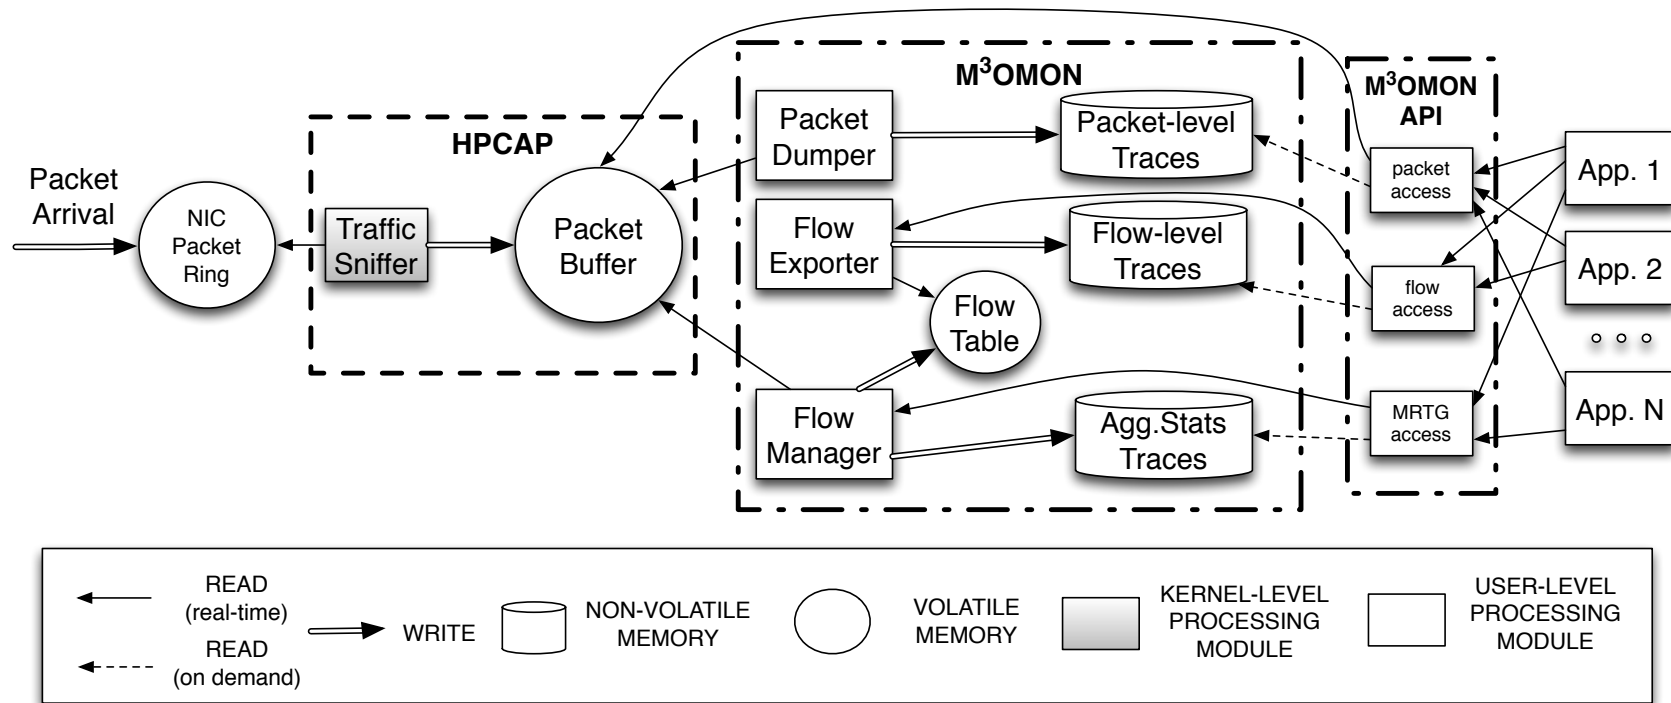 Packet
Arrival
NIC
Packet
Ring
HPCAP
Traffic
Sniffer
Packet
Buffer
M³OMON
Packet
Dumper
Packet-level
Traces
Flow
Exporter
Flow-level
Traces
Flow
Table
Flow
Manager
Agg.Stats
Traces
M³OMON
API
packet
access
flow
access
MRTG
access
App. 1
App. 2
App. N
READ
(real-time)
READ
(on demand)
WRITE
NON-VOLATILE
MEMORY
VOLATILE
MEMORY
KERNEL-LEVEL
PROCESSING
MODULE
USER-LEVEL
PROCESSING
MODULE